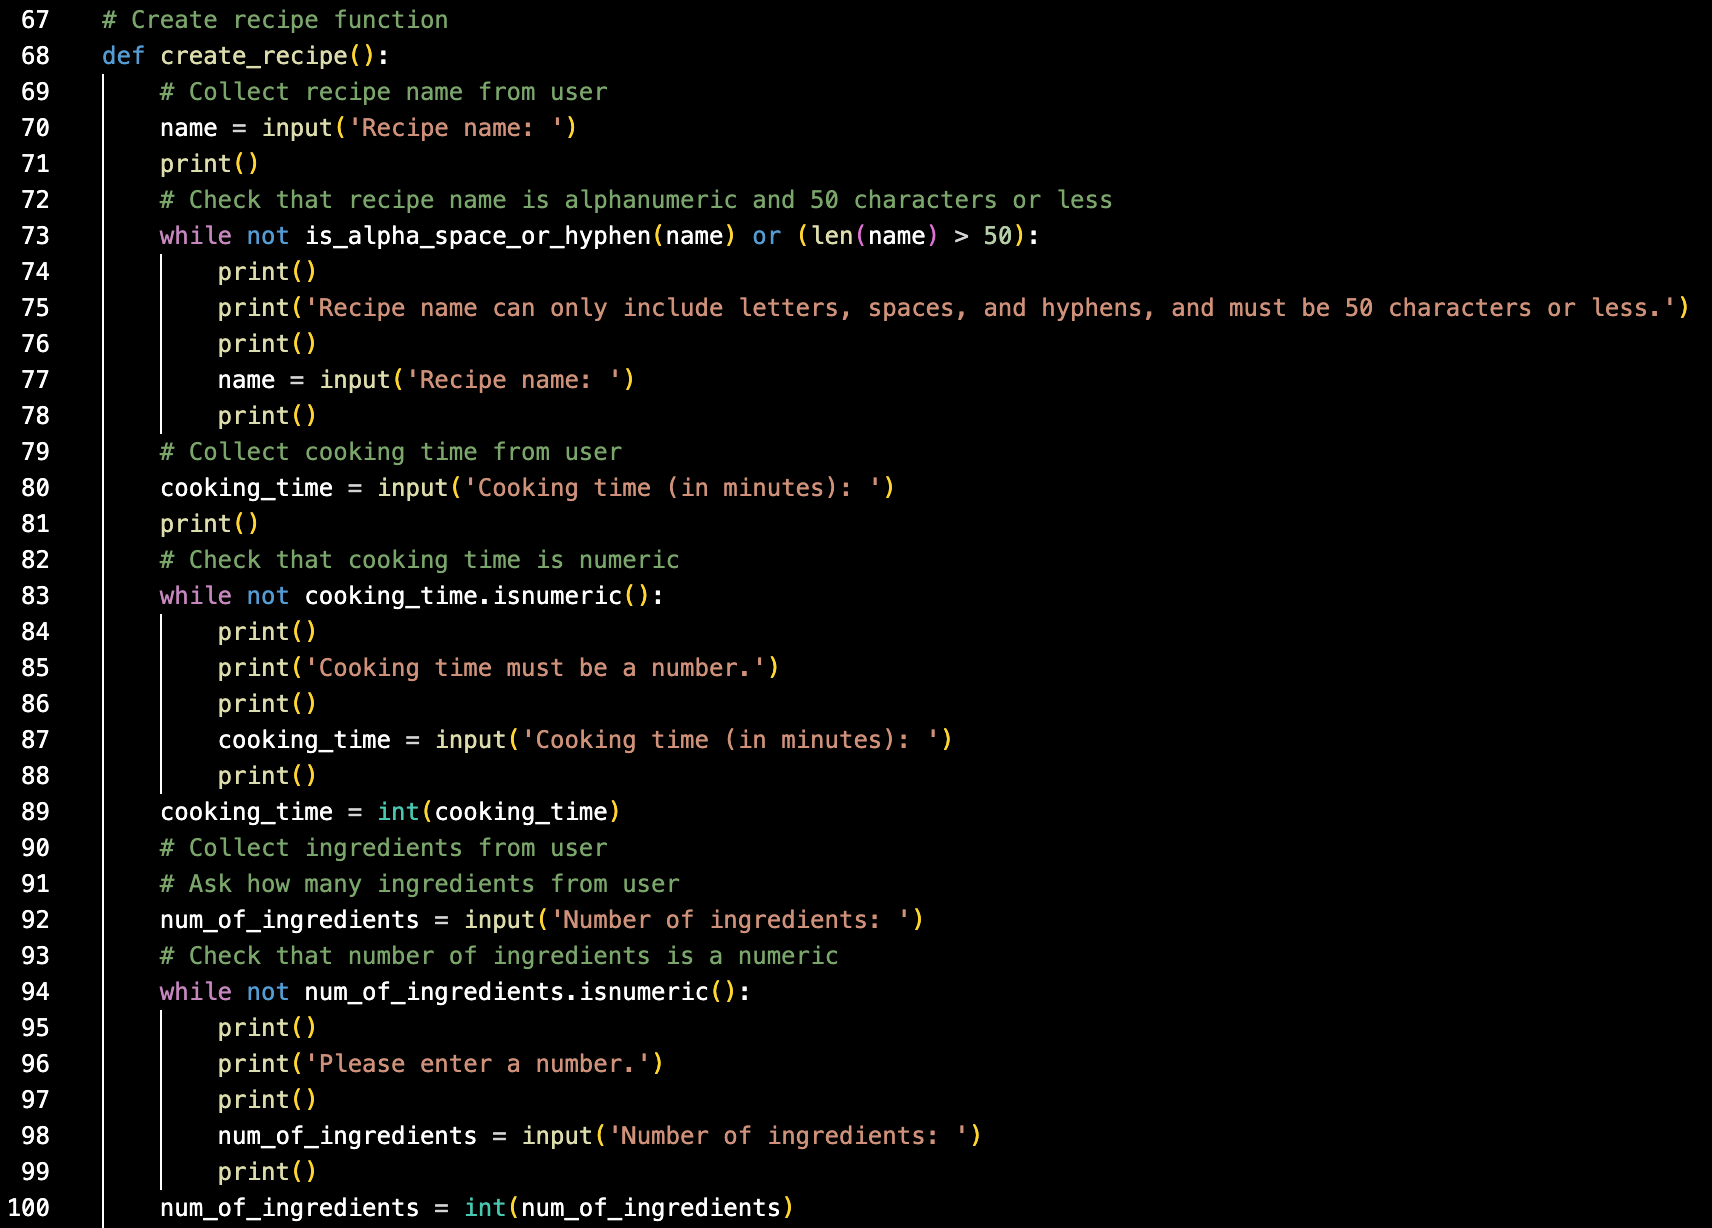 67 # Create recipe function
68 def create_recipe():
69     # Collect recipe name from user
70     name = input('Recipe name: ')
71     print()
72     # Check that recipe name is alphanumeric and 50 characters or less
73     while not is_alpha_space_or_hyphen(name) or (len(name) > 50):
74         print()
75         print('Recipe name can only include letters, spaces, and hyphens, and must be 50 characters or less.')
76         print()
77         name = input('Recipe name: ')
78         print()
79     # Collect cooking time from user
80     cooking_time = input('Cooking time (in minutes): ')
81     print()
82     # Check that cooking time is numeric
83     while not cooking_time.isnumeric():
84         print()
85         print('Cooking time must be a number.')
86         print()
87         cooking_time = input('Cooking time (in minutes): ')
88         print()
89     cooking_time = int(cooking_time)
90     # Collect ingredients from user
91     # Ask how many ingredients from user
92     num_of_ingredients = input('Number of ingredients: ')
93     # Check that number of ingredients is a numeric
94     while not num_of_ingredients.isnumeric():
95         print()
96         print('Please enter a number.')
97         print()
98         num_of_ingredients = input('Number of ingredients: ')
99         print()
100     num_of_ingredients = int(num_of_ingredients)